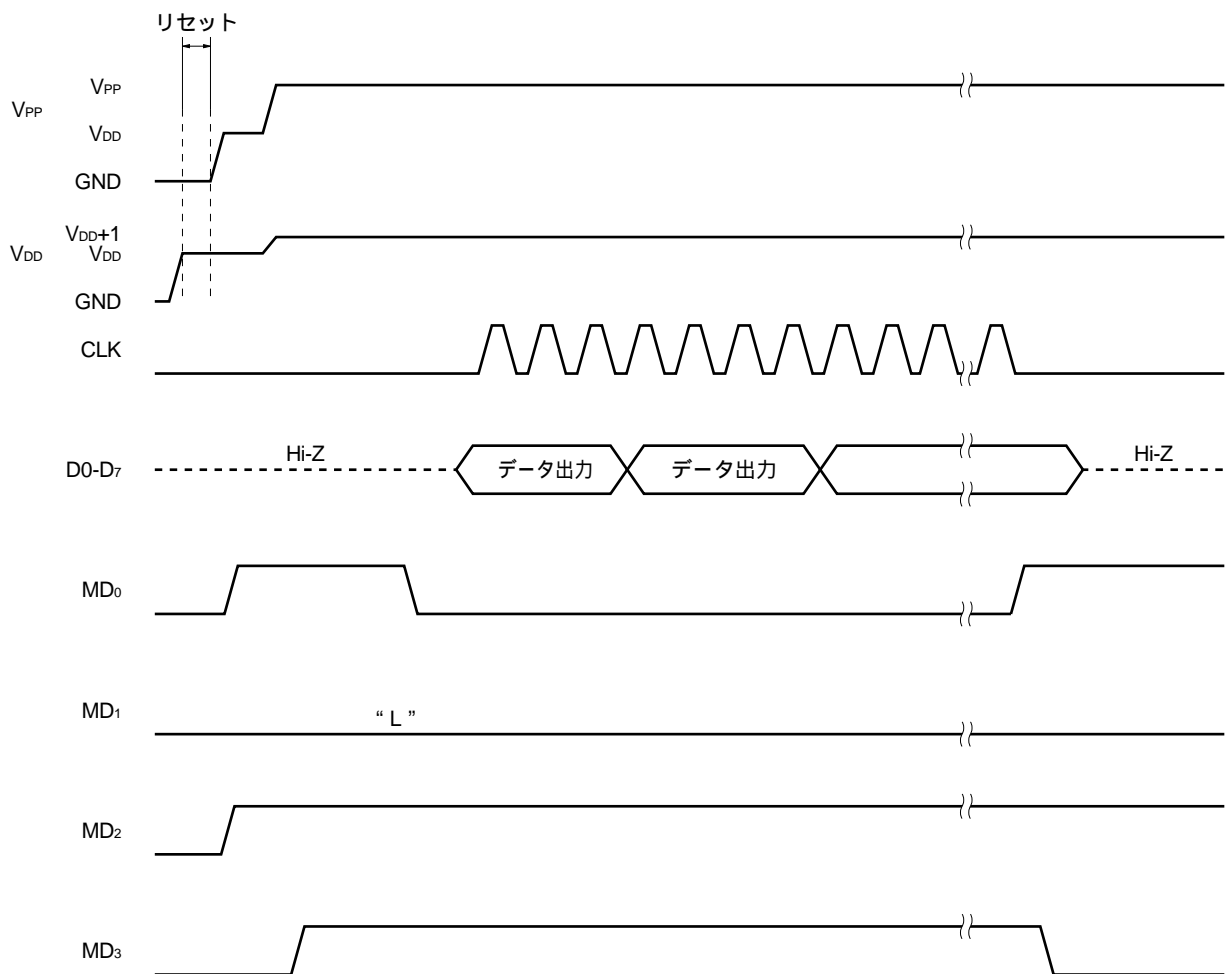 リセット
VPP
VPP
VDD
GND
VDD+1
VDD
VDD
GND
CLK
D0-D7
Hi-Z
データ出力
データ出力
Hi-Z
MD0
MD1
“ L ”
MD2
MD3